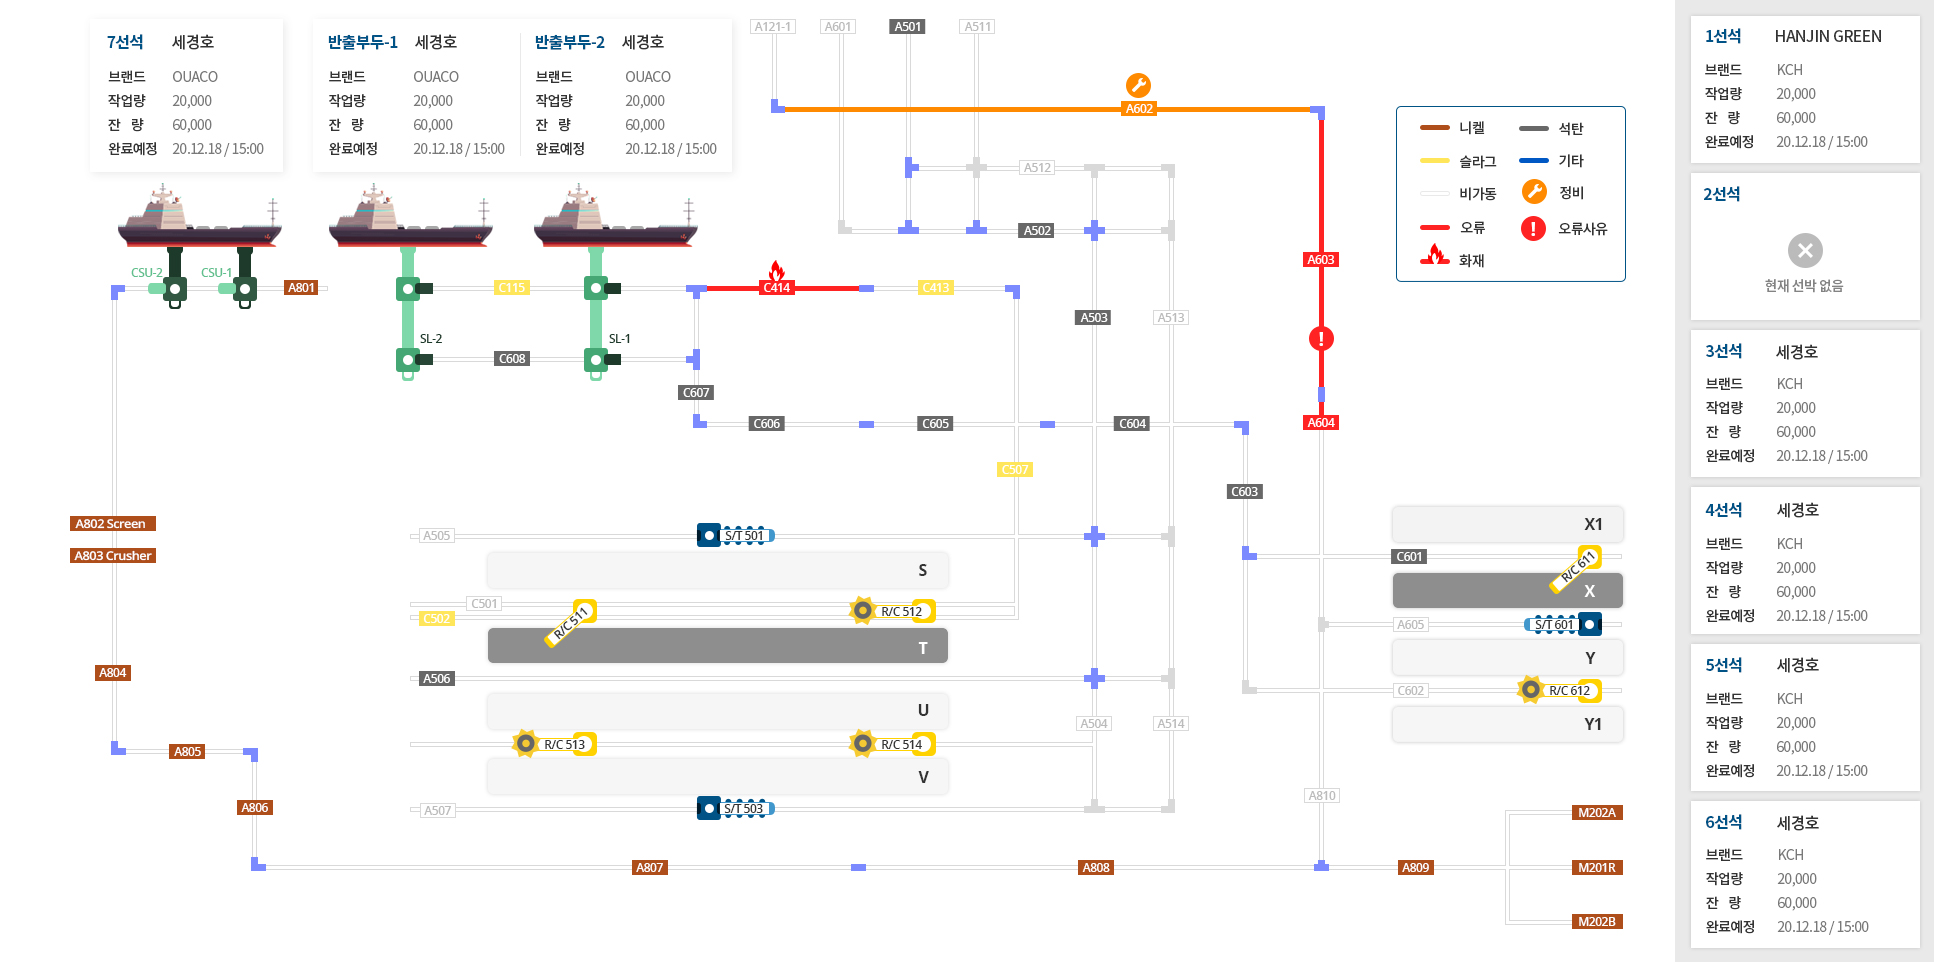 7선석 세경호
브랜드 OUACO
작업량 20,000
잔 량 60,000
완료예정 20.12.18 / 15:00
반출부두-1 세경호
브랜드 OUACO
작업량 20,000
잔 량 60,000
완료예정 20.12.18 / 15:00
반출부두-2 세경호
브랜드 OUACO
작업량 20,000
잔 량 60,000
완료예정 20.12.18 / 15:00
A121-1
A601
A501
A511
A602
A512
A502
A603
CSU-2
CSU-1
A801
C115
C414
C413
A503
A513
SL-2
SL-1
C608
C607
C606
C605
C604
A604
C507
C603
A802 Screen
A803 Crusher
A505
S/T 501
S
C501
C502
R/C 511
R/C 512
T
A506
A804
U
A504
A514
R/C 513
R/C 514
A805
V
A806
A507
S/T 503
X1
C601
R/C 611
X
A605
S/T 601
Y
C602
R/C 612
Y1
A810
A807
A808
A809
M202A
M201R
M202B
니켈
석탄
슬라그
기타
비가동
정비
오류
오류사유
화재
1선석 HANJIN GREEN
브랜드 KCH
작업량 20,000
잔 량 60,000
완료예정 20.12.18 / 15:00
2선석
현재 선박 없음
3선석 세경호
브랜드 KCH
작업량 20,000
잔 량 60,000
완료예정 20.12.18 / 15:00
4선석 세경호
브랜드 KCH
작업량 20,000
잔 량 60,000
완료예정 20.12.18 / 15:00
5선석 세경호
브랜드 KCH
작업량 20,000
잔 량 60,000
완료예정 20.12.18 / 15:00
6선석 세경호
브랜드 KCH
작업량 20,000
잔 량 60,000
완료예정 20.12.18 / 15:00